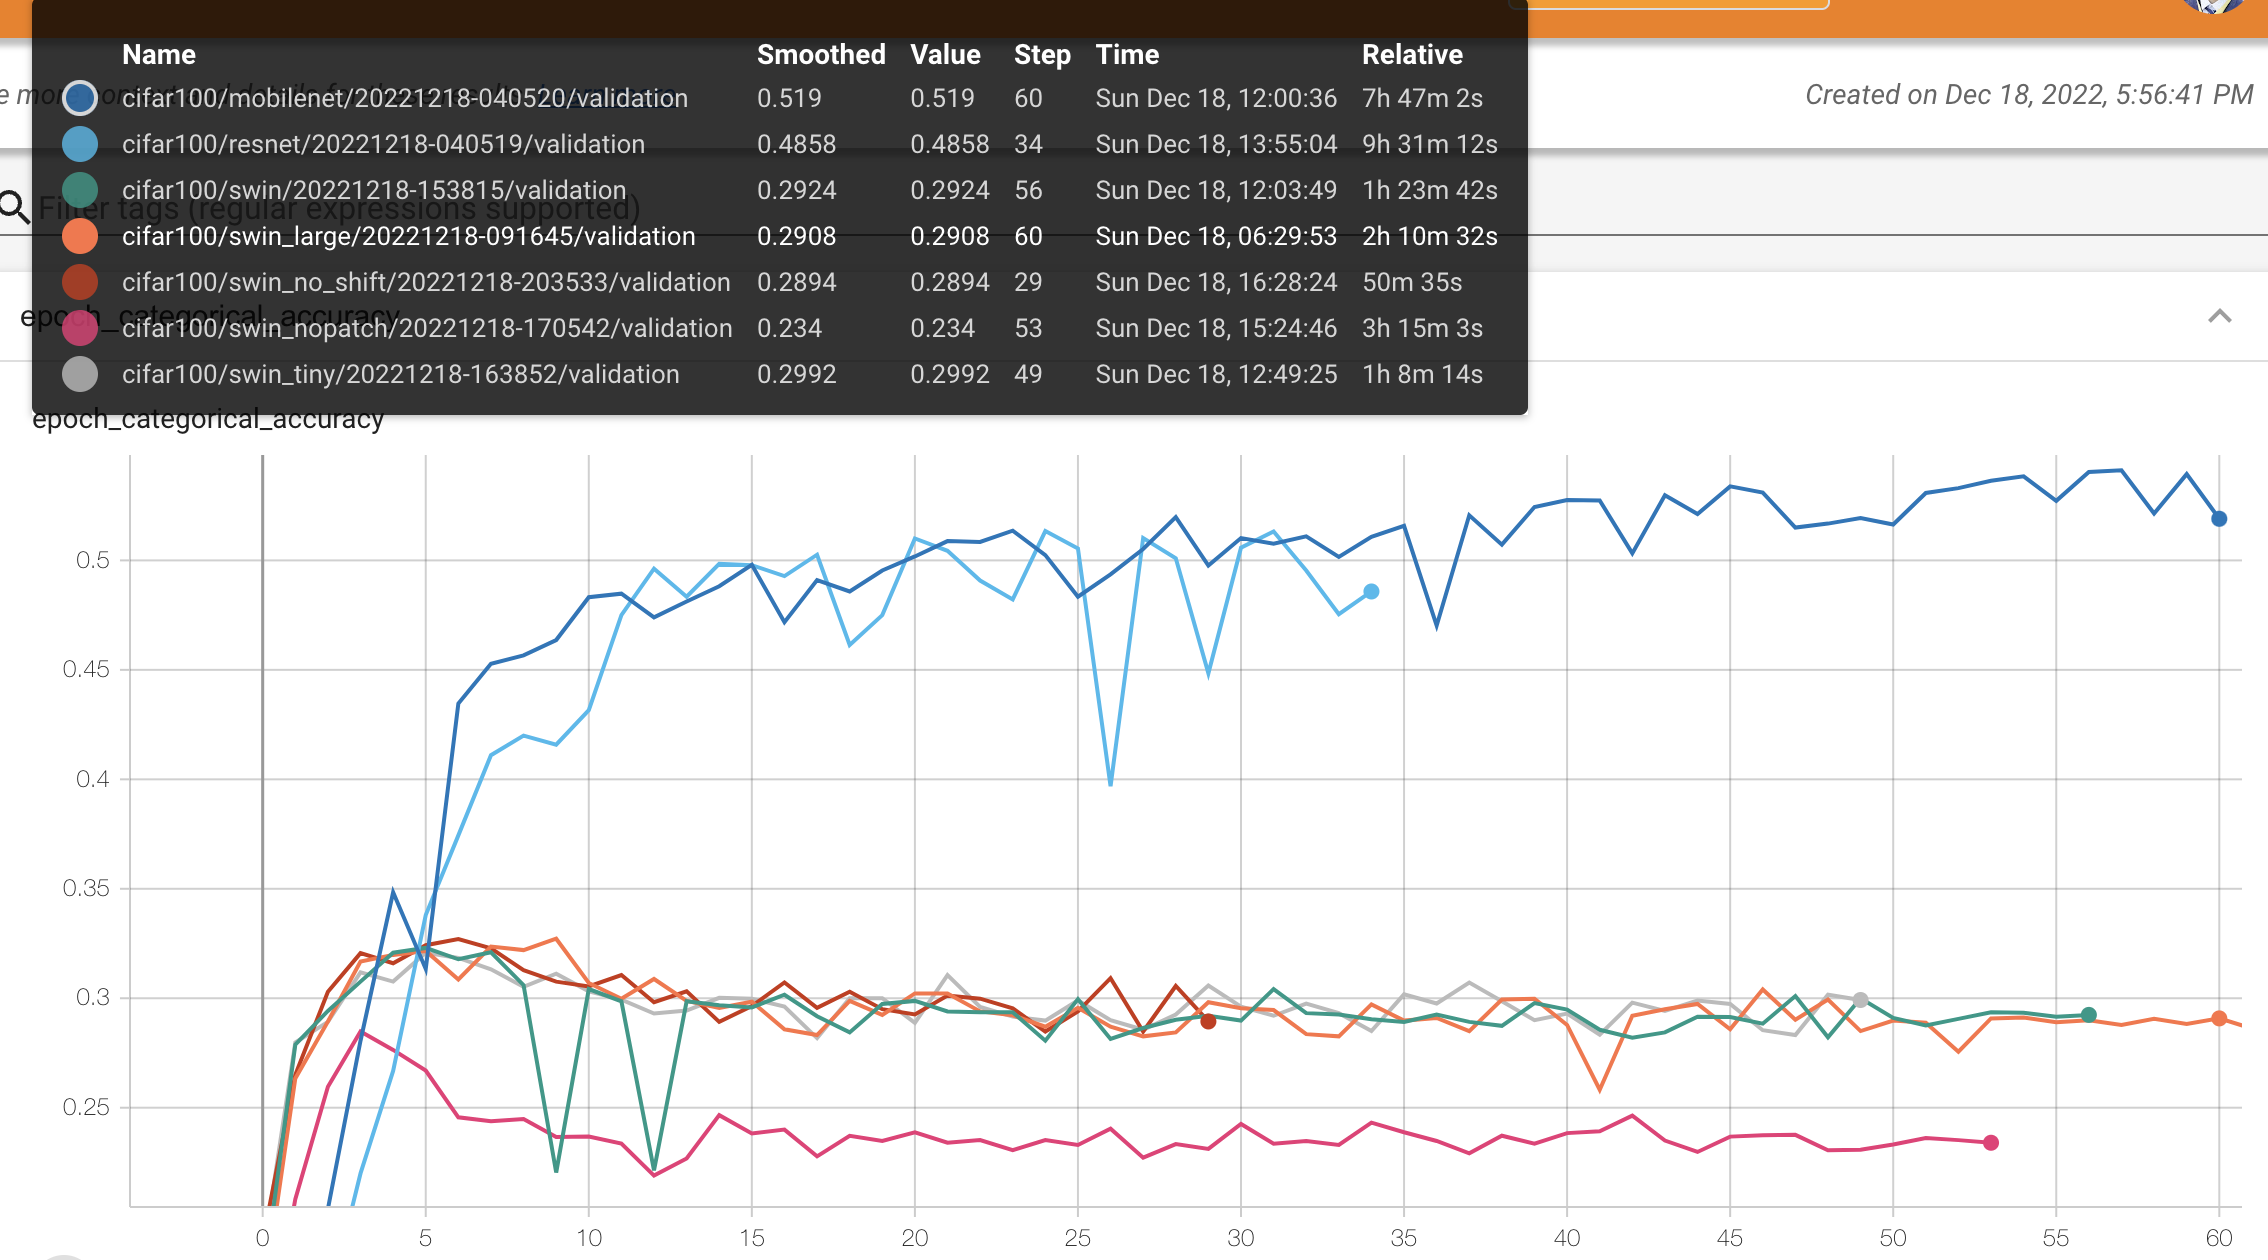 Name Smoothed Value Step Time Relative
cifar100/mobilenet/20221218-040520/validation 0.519 0.519 60 Sun Dec 18, 12:00:36 7h 47m 2s
e more context and details for these results. Learn more
Created on Dec 18, 2022, 5:56:41 PM
cifar100/resnet/20221218-040519/validation 0.4858 0.4858 34 Sun Dec 18, 13:55:04 9h 31m 12s
cifar100/swin/20221218-153815/validation 0.2924 0.2924 56 Sun Dec 18, 12:03:49 1h 23m 42s
Filter tags (regular expressions supported)
cifar100/swin_large/20221218-091645/validation 0.2908 0.2908 60 Sun Dec 18, 06:29:53 2h 10m 32s
cifar100/swin_no_shift/20221218-203533/validation 0.2894 0.2894 29 Sun Dec 18, 16:28:24 50m 35s
epoch_categorical_accuracy
cifar100/swin_nopatch/20221218-170542/validation 0.234 0.234 53 Sun Dec 18, 15:24:46 3h 15m 3s
cifar100/swin_tiny/20221218-163852/validation 0.2992 0.2992 49 Sun Dec 18, 12:49:25 1h 8m 14s
epoch_categorical_accuracy
0.5
0.45
0.4
0.35
0.3
0.25
0 5 10 15 20 25 30 35 40 45 50 55 60